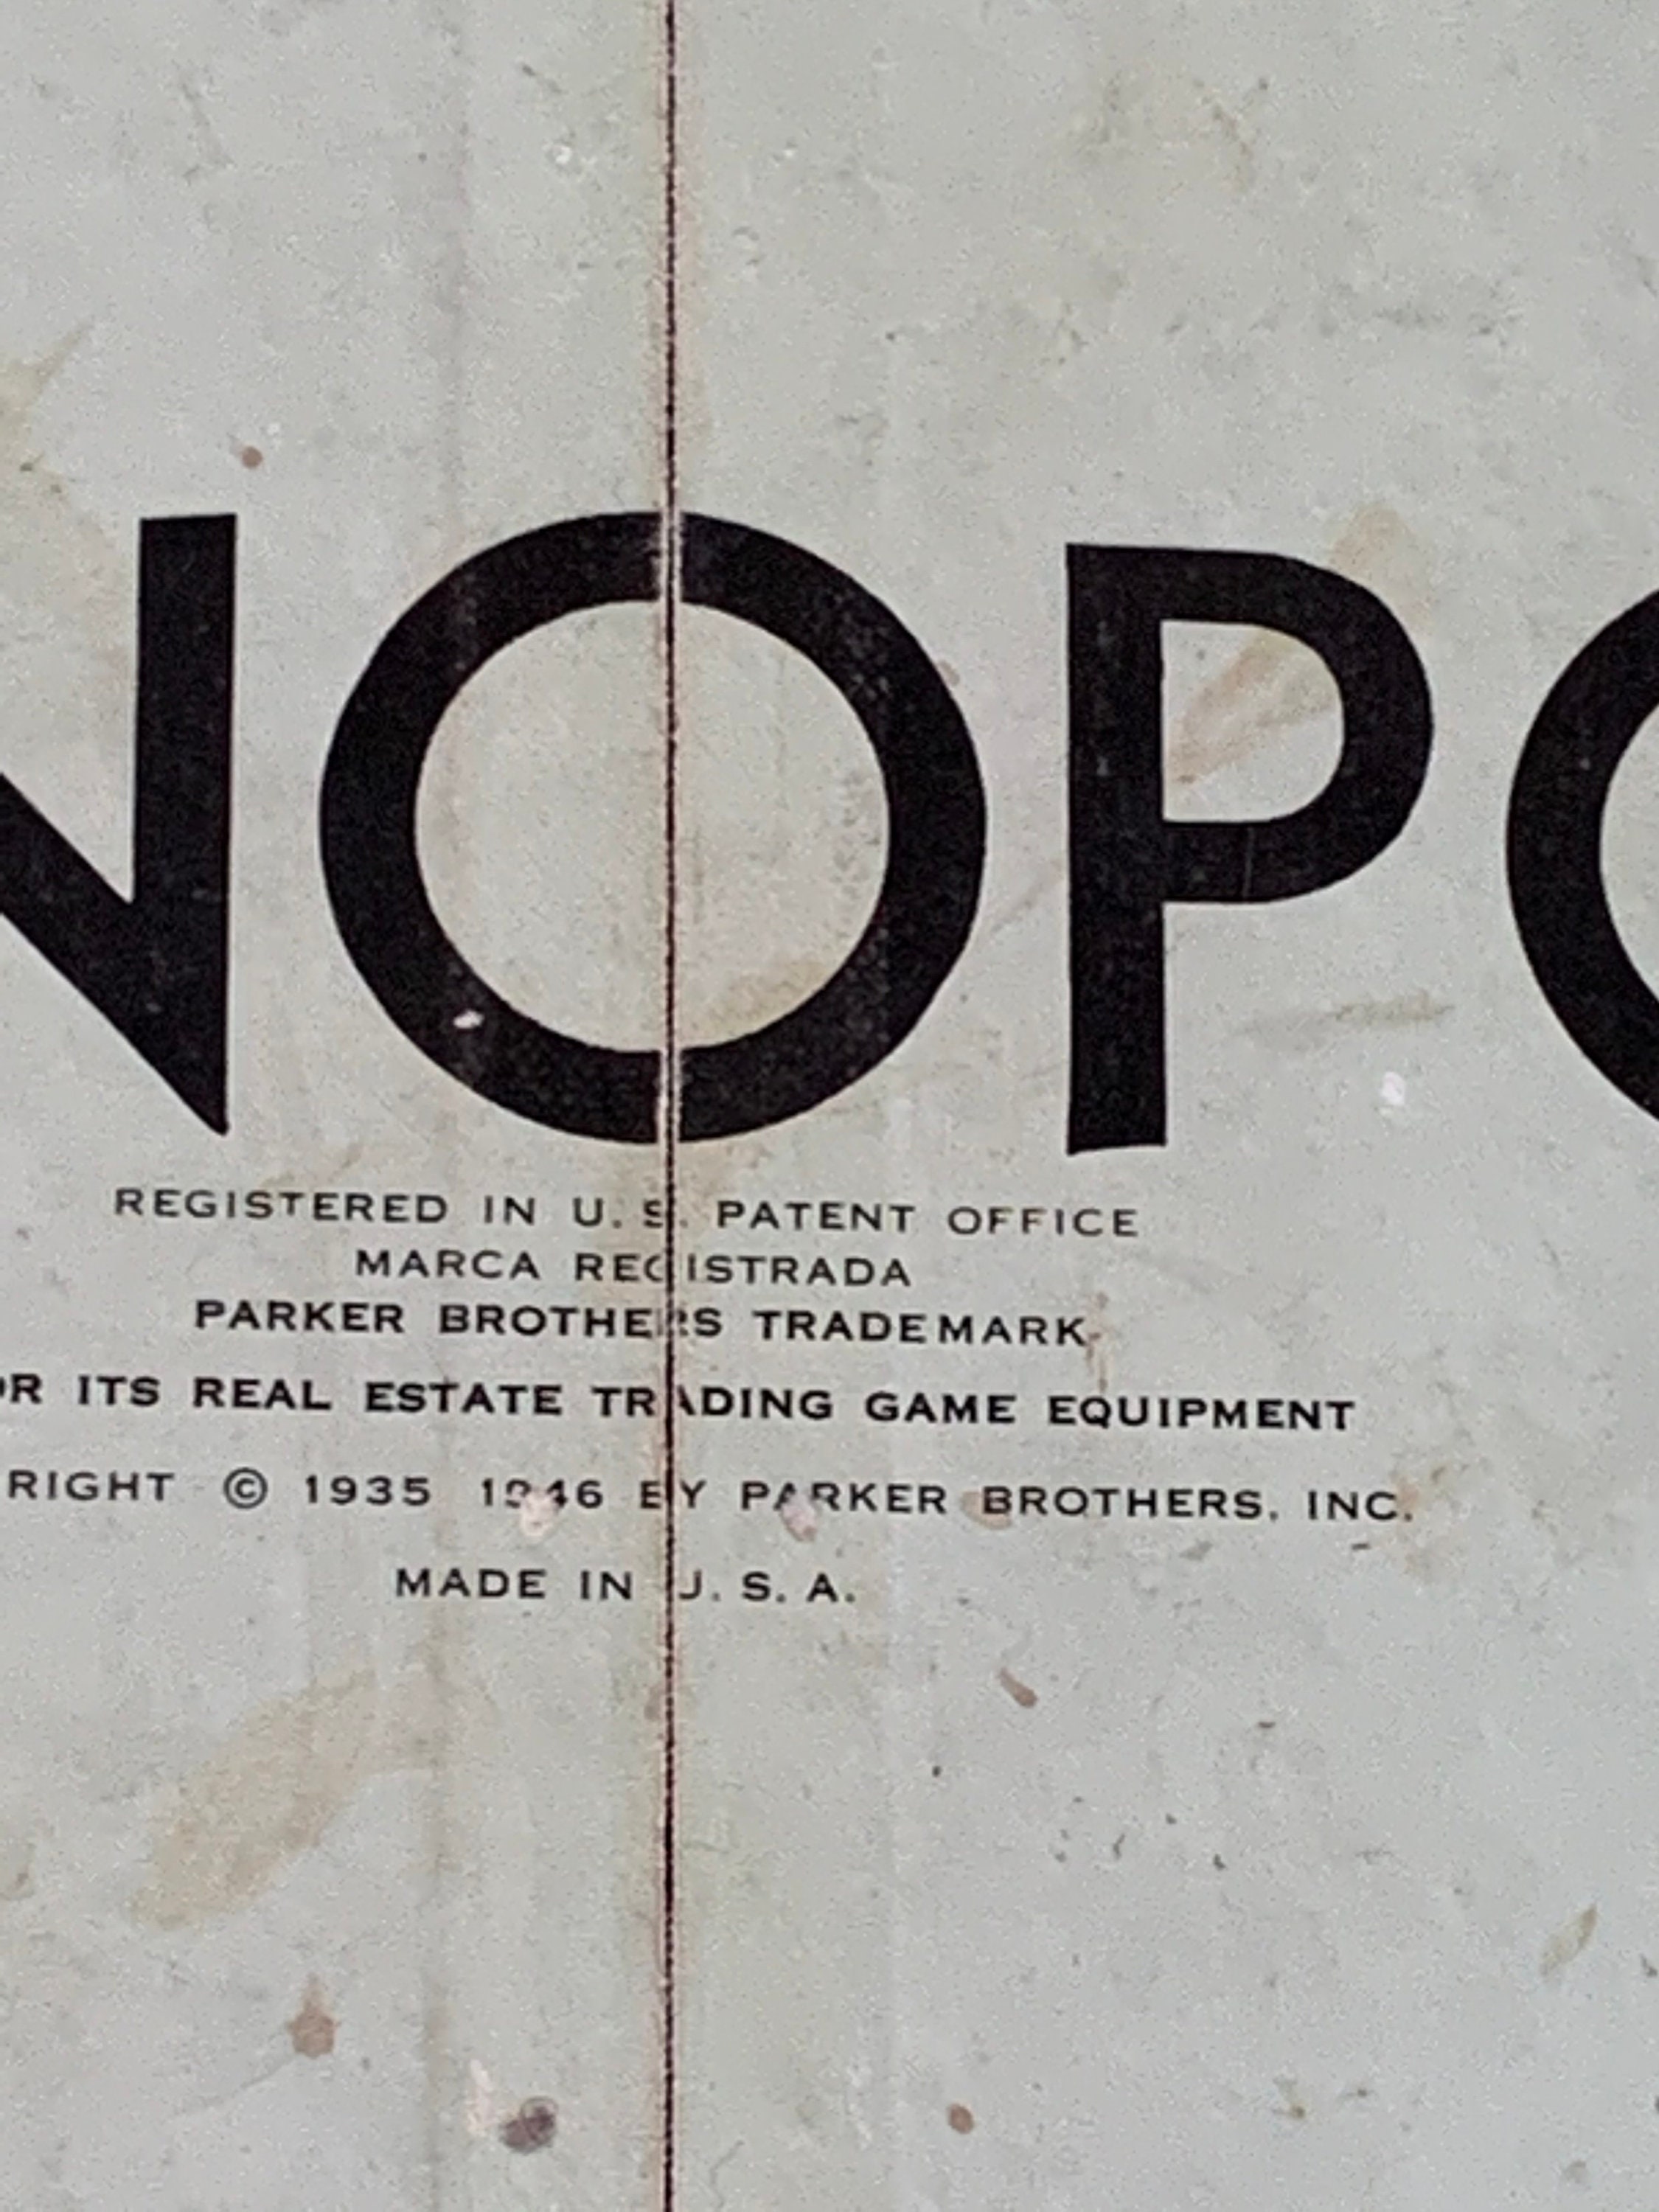 NOPO
REGISTERED IN U. S. PATENT OFFICE
MARCA REGISTRADA
PARKER BROTHERS TRADEMARK
OR ITS REAL ESTATE TRADING GAME EQUIPMENT
RIGHT © 1935 1946 BY PARKER BROTHERS, INC.
MADE IN U. S. A.